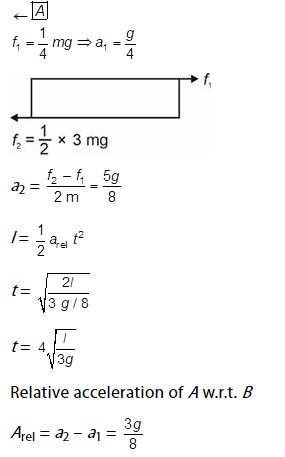 ← A
f₁ = 1/4 mg ⇒ a₁ = g/4
f₁
f₂ = 1/2 × 3 mg
a₂ = (f₂ − f₁)/(2 m) = 5g/8
l = 1/2 a_rel t²
t = √(2l/(3 g / 8))
t = 4√(l/(3g))
Relative acceleration of A w.r.t. B
A_rel = a₂ − a₁ = 3g/8